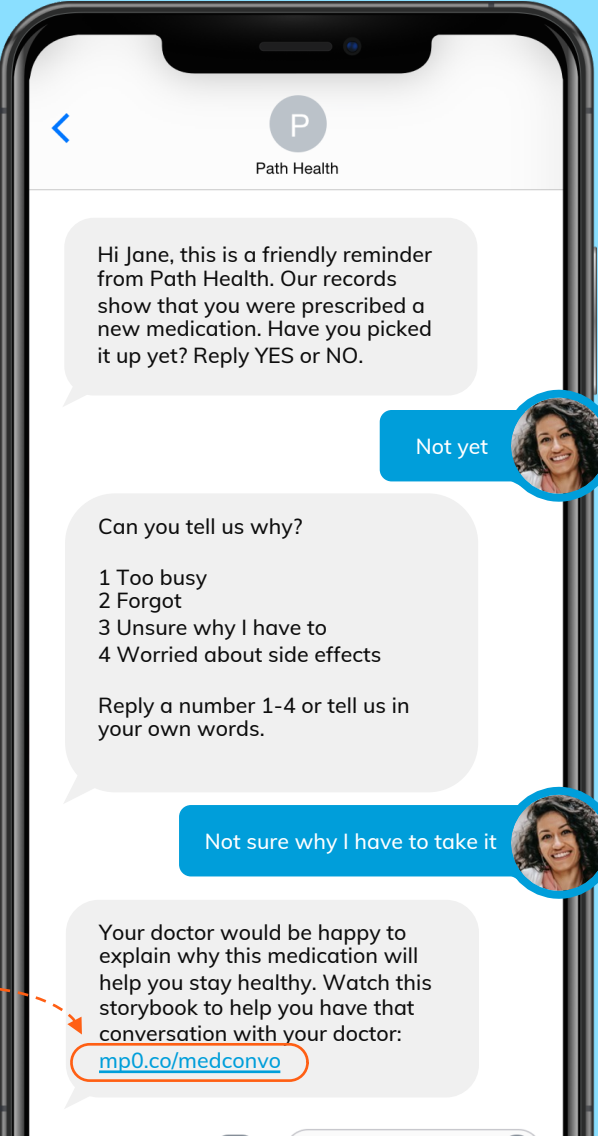 P
Path Health
Hi Jane, this is a friendly reminder
from Path Health. Our records
show that you were prescribed a
new medication. Have you picked
it up yet? Reply YES or NO.
Not yet
Can you tell us why?
1 Too busy
2 Forgot
3 Unsure why I have to
4 Worried about side effects
Reply a number 1-4 or tell us in
your own words.
Not sure why I have to take it
Your doctor would be happy to
explain why this medication will
help you stay healthy. Watch this
storybook to help you have that
conversation with your doctor:
mp0.co/medconvo